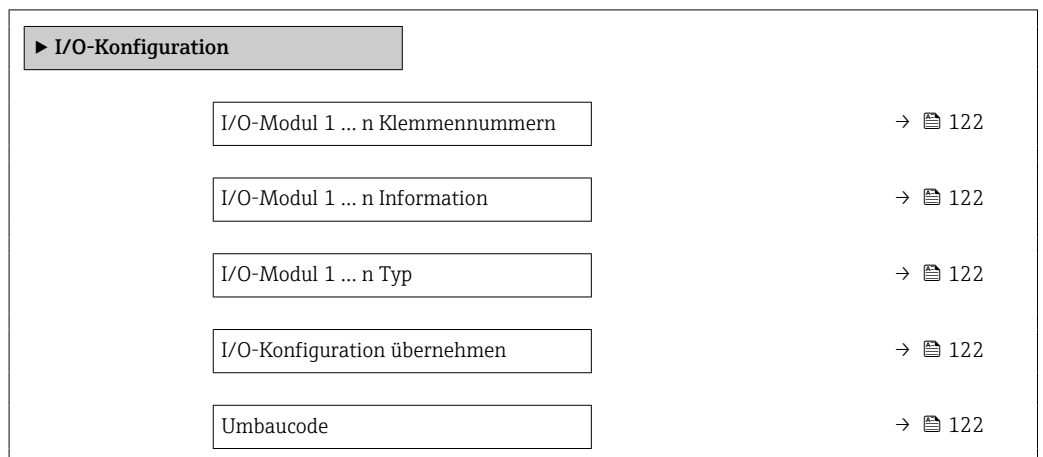 ► I/O-Konfiguration
I/O-Modul 1 … n Klemmennummern → 122
I/O-Modul 1 … n Information → 122
I/O-Modul 1 … n Typ → 122
I/O-Konfiguration übernehmen → 122
Umbaucode → 122